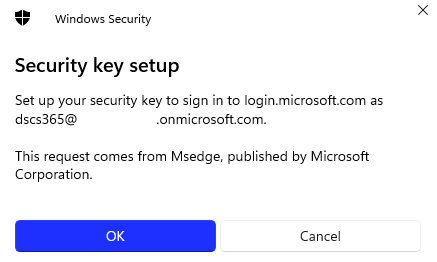 Windows Security
Security key setup
Set up your security key to sign in to login.microsoft.com as
dscs365@ .onmicrosoft.com.
This request comes from Msedge, published by Microsoft
Corporation.
OK Cancel